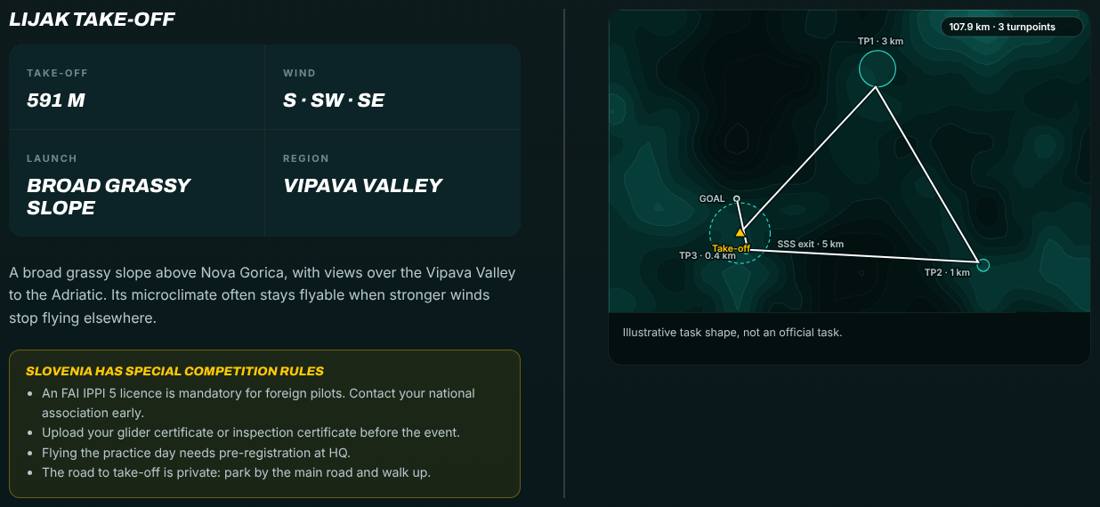 LIJAK TAKE-OFF
TAKE-OFF
591 M
WIND
S · SW · SE
LAUNCH
BROAD GRASSY
SLOPE
REGION
VIPAVA VALLEY
A broad grassy slope above Nova Gorica, with views over the Vipava Valley
to the Adriatic. Its microclimate often stays flyable when stronger winds
stop flying elsewhere.
SLOVENIA HAS SPECIAL COMPETITION RULES
• An FAI IPPI 5 licence is mandatory for foreign pilots. Contact your national
association early.
• Upload your glider certificate or inspection certificate before the event.
• Flying the practice day needs pre-registration at HQ.
• The road to take-off is private: park by the main road and walk up.
107.9 km · 3 turnpoints
TP1 · 3 km
GOAL
SSS exit · 5 km
Take-off
TP3 · 0.4 km
TP2 · 1 km
Illustrative task shape, not an official task.